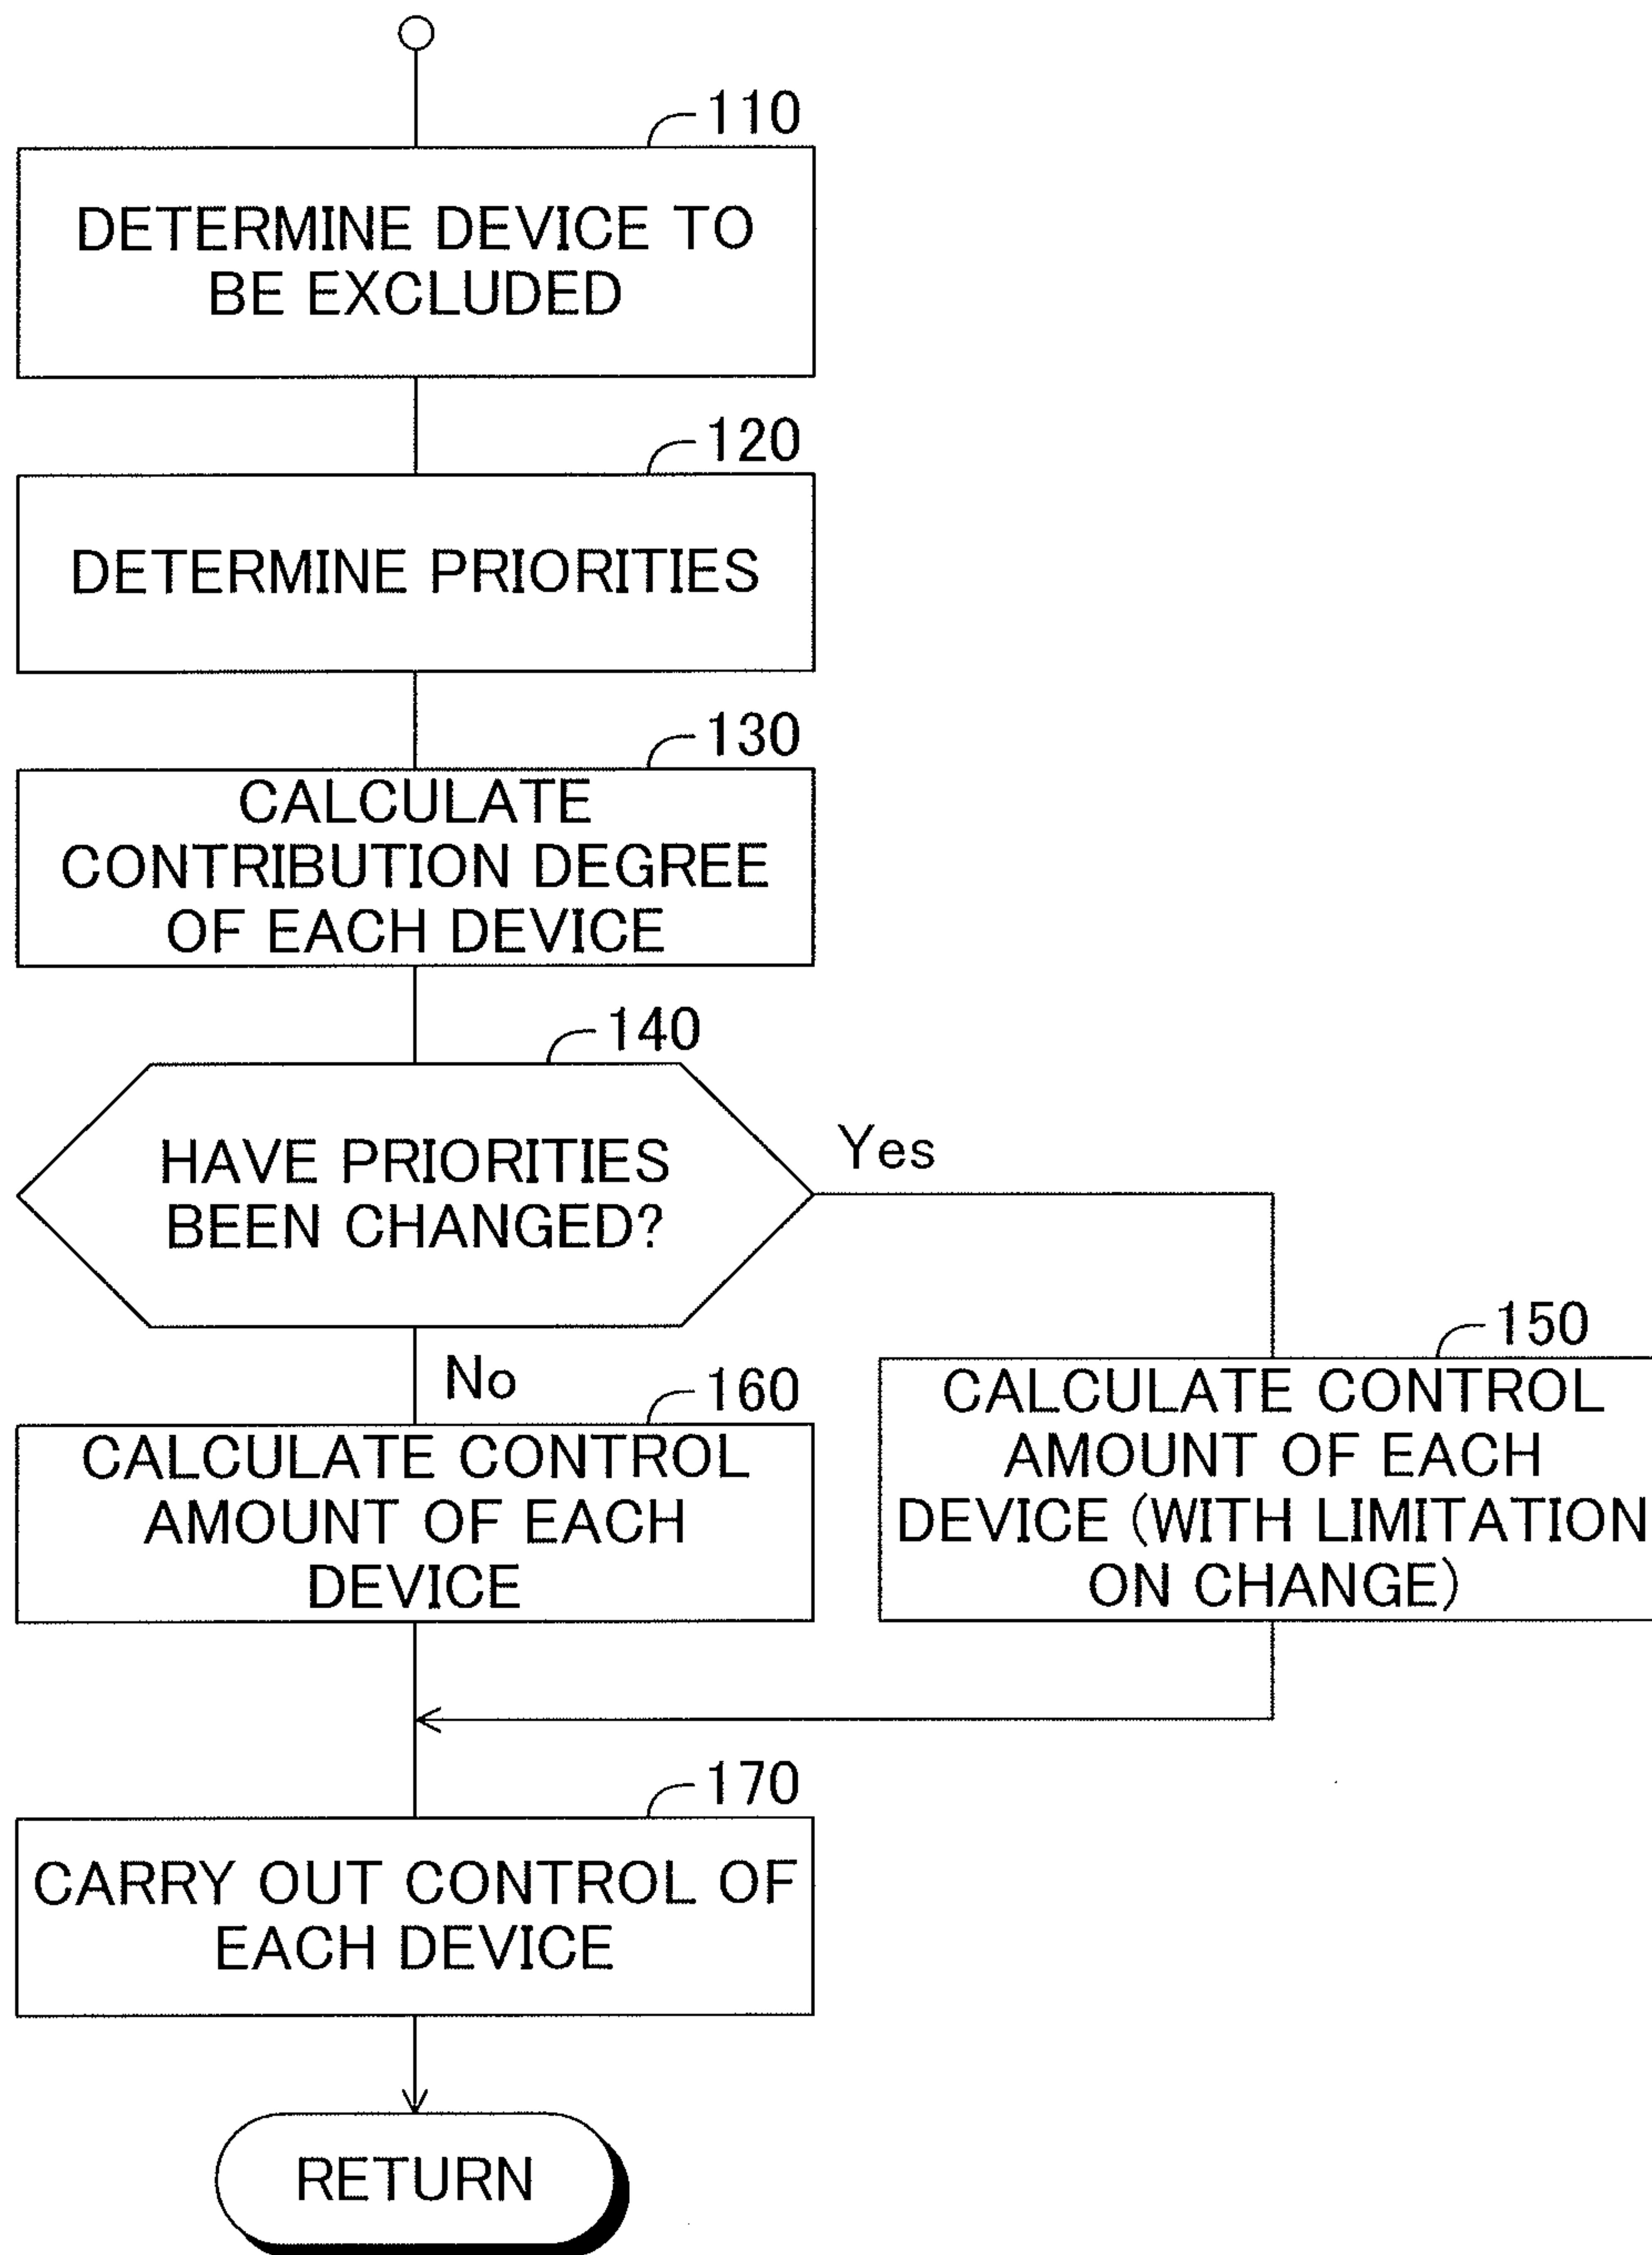 110
DETERMINE DEVICE TO
BE EXCLUDED
120
DETERMINE PRIORITIES
130
CALCULATE
CONTRIBUTION DEGREE
OF EACH DEVICE
140
HAVE PRIORITIES
BEEN CHANGED?
Yes
No
150
CALCULATE CONTROL
AMOUNT OF EACH
DEVICE (WITH LIMITATION
ON CHANGE)
160
CALCULATE CONTROL
AMOUNT OF EACH
DEVICE
170
CARRY OUT CONTROL OF
EACH DEVICE
RETURN